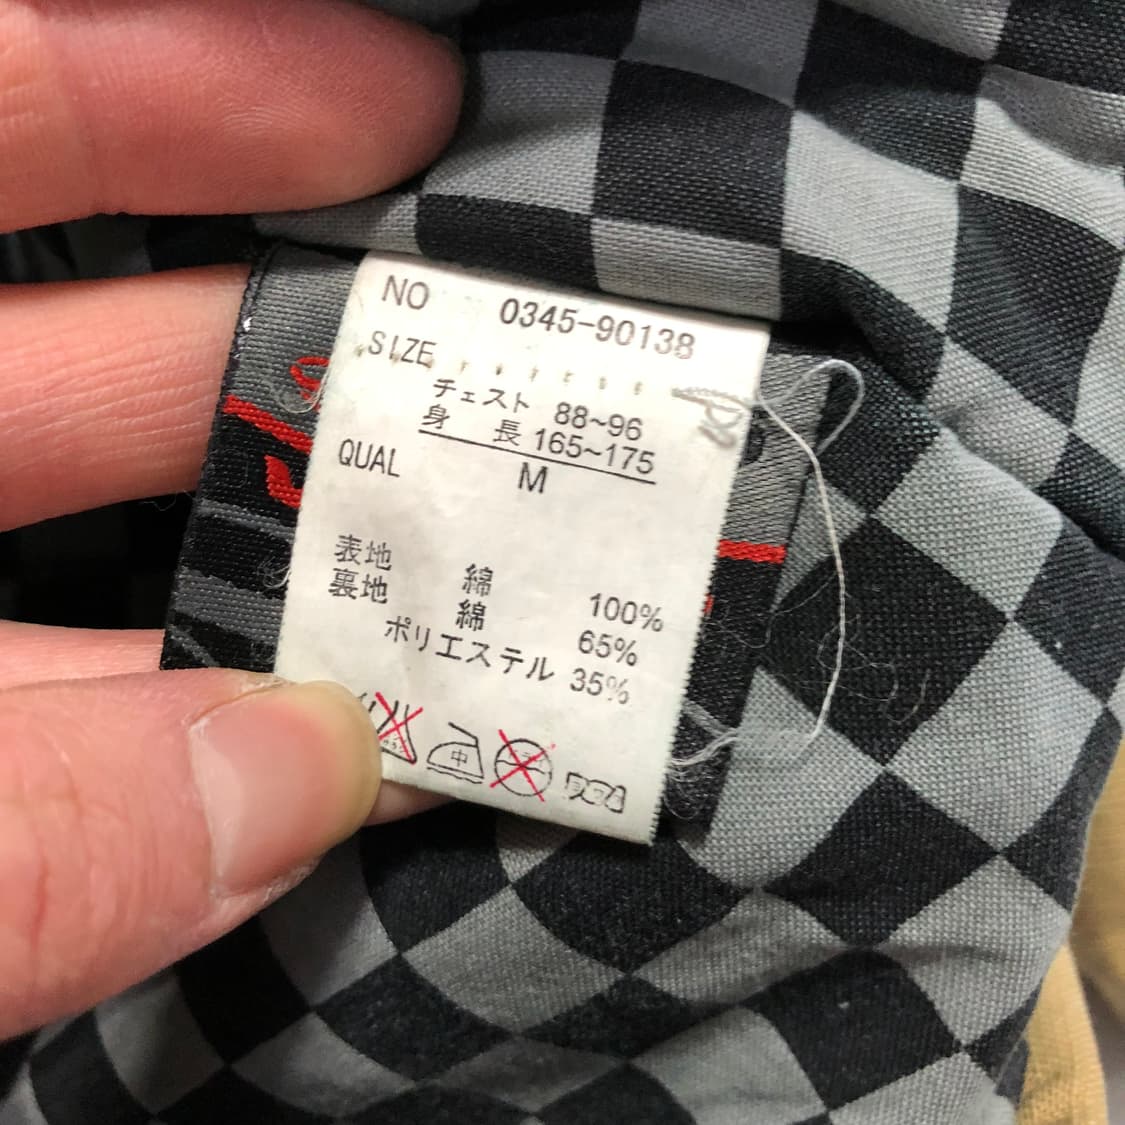 NO 0345-90138
SIZE
チェスト 88~96
身 長 165~175
M
QUAL
表地 綿 100%
裏地 綿 65%
ポリエステル 35%
中